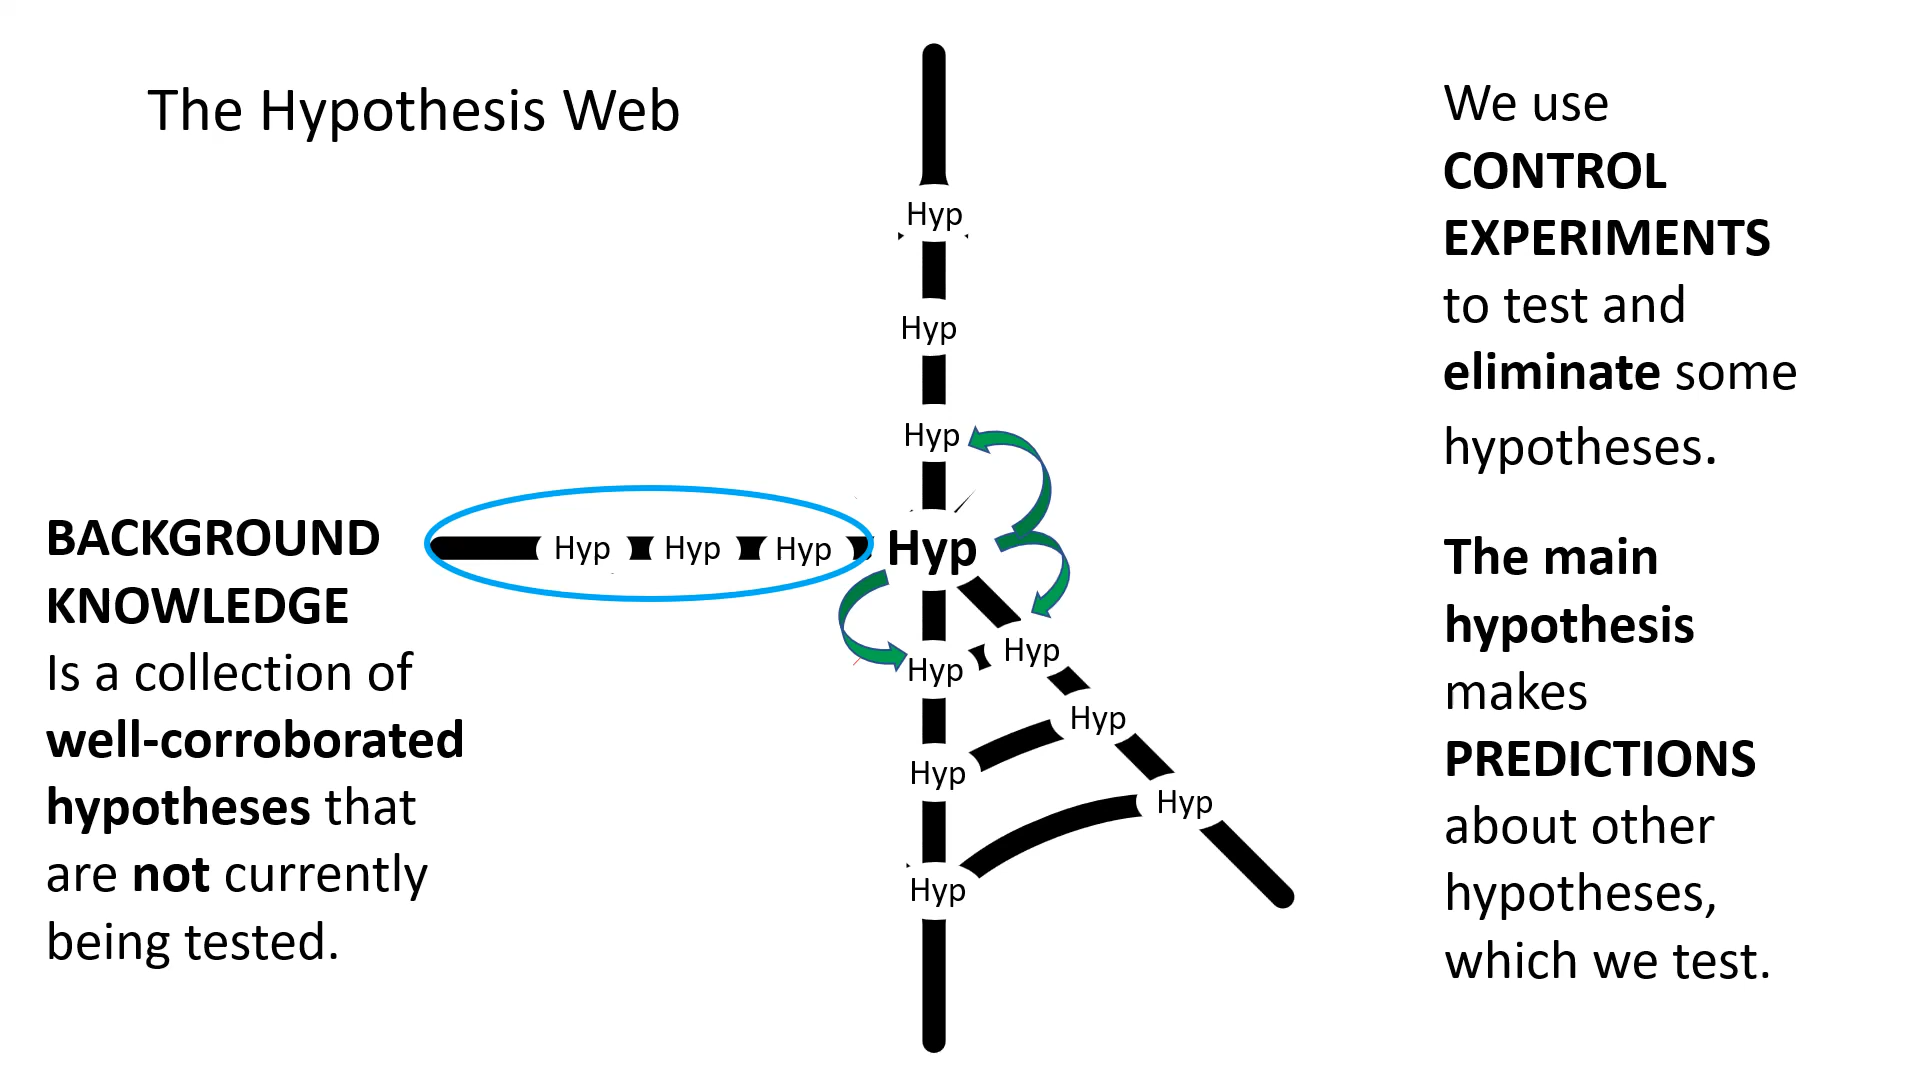 The Hypothesis Web
We use
CONTROL
EXPERIMENTS
to test and
eliminate some
hypotheses.
Hyp
Hyp
Hyp
Hyp Hyp Hyp Hyp
Hyp
Hyp
Hyp
Hyp
Hyp
Hyp
BACKGROUND
KNOWLEDGE
Is a collection of
well-corroborated
hypotheses that
are not currently
being tested.
The main
hypothesis
makes
PREDICTIONS
about other
hypotheses,
which we test.